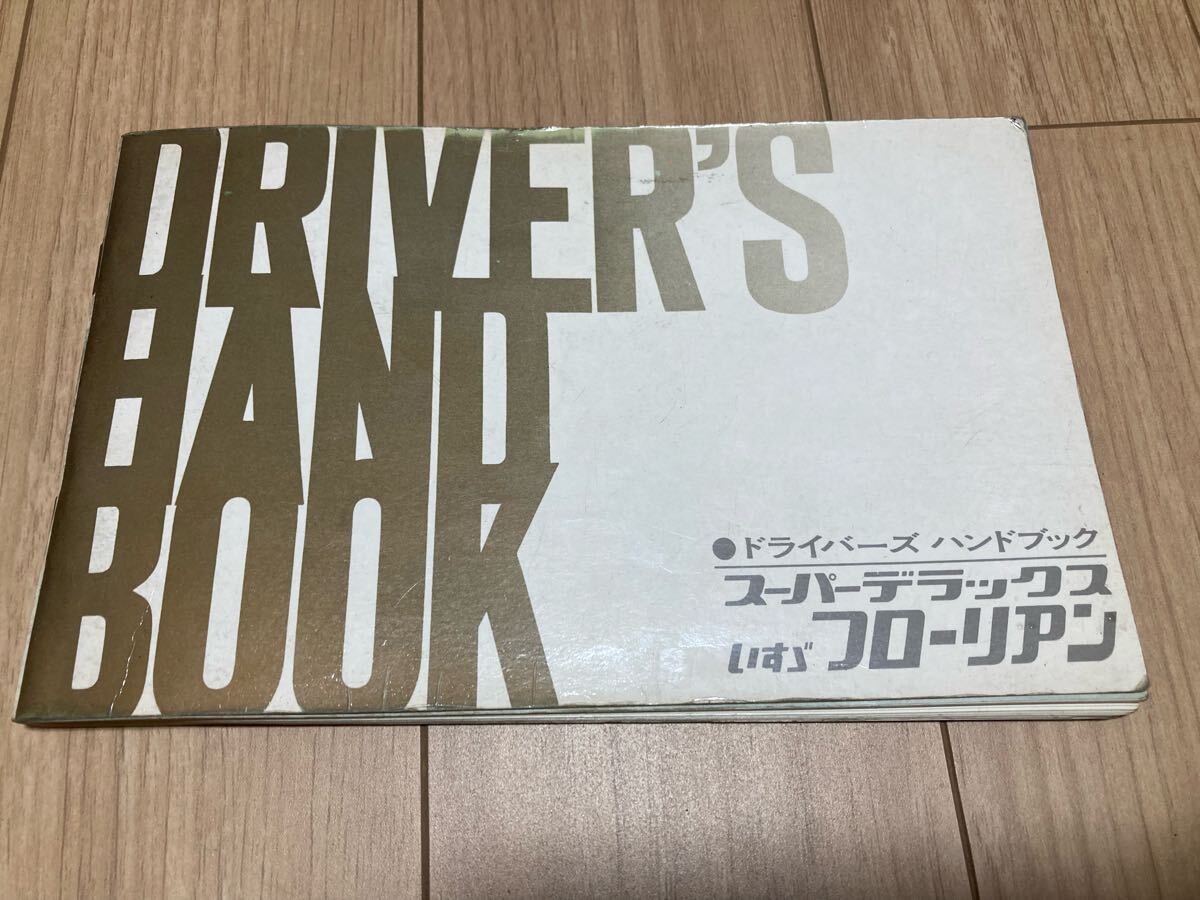 DRIVER'S
HAND
BOOK
●ドライバーズ ハンドブック
スーパーデラックス
いすゞ フローリアン